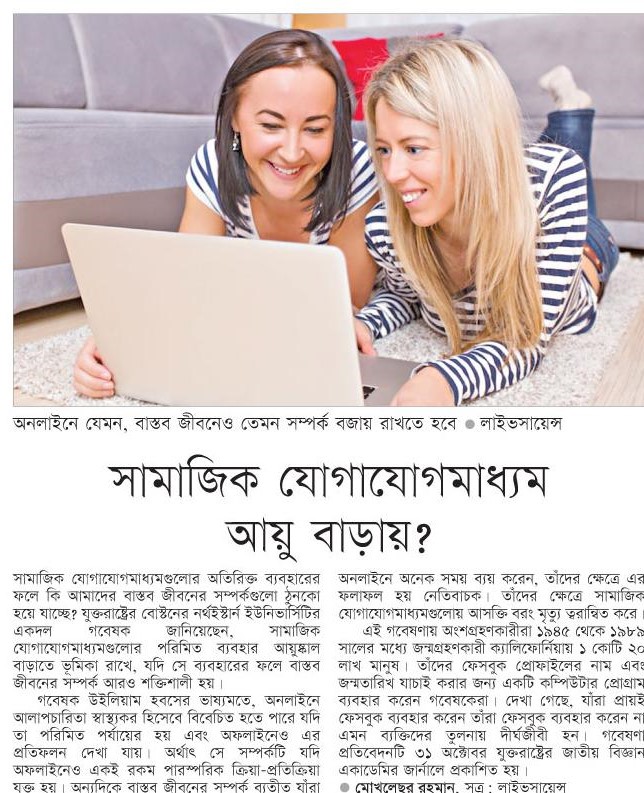 অনলাইনে যেমন, বাস্তব জীবনেও তেমন সম্পর্ক বজায় রাখতে হবে ● লাইভসায়েন্স
সামাজিক যোগাযোগমাধ্যম
আয়ু বাড়ায়?
সামাজিক যোগাযোগমাধ্যমগুলোর অতিরিক্ত ব্যবহারের
ফলে কি আমাদের বাস্তব জীবনের সম্পর্কগুলো ঠুনকো
হয়ে যাচ্ছে? যুক্তরাষ্ট্রের বোস্টনের নর্থইস্টার্ন ইউনিভার্সিটির
একদল গবেষক জানিয়েছেন, সামাজিক
যোগাযোগমাধ্যমগুলোর পরিমিত ব্যবহার আয়ুষ্কাল
বাড়াতে ভূমিকা রাখে, যদি সে ব্যবহারের ফলে বাস্তব
জীবনের সম্পর্ক আরও শক্তিশালী হয়।
গবেষক উইলিয়াম হবসের ভাষ্যমতে, অনলাইনে
আলাপচারিতা স্বাস্থ্যকর হিসেবে বিবেচিত হতে পারে যদি
তা পরিমিত পর্যায়ের হয় এবং অফলাইনেও এর
প্রতিফলন দেখা যায়। অর্থাৎ সে সম্পর্কটি যদি
অফলাইনেও একই রকম পারস্পরিক ক্রিয়া-প্রতিক্রিয়া
যুক্ত হয়। অন্যদিকে বাস্তব জীবনের সম্পর্ক ব্যতীত যাঁরা
অনলাইনে অনেক সময় ব্যয় করেন, তাঁদের ক্ষেত্রে এর
ফলাফল হয় নেতিবাচক। তাঁদের ক্ষেত্রে সামাজিক
যোগাযোগমাধ্যমগুলোয় আসক্তি বরং মৃত্যু ত্বরান্বিত করে।
এই গবেষণায় অংশগ্রহণকারীরা ১৯৪৫ থেকে ১৯৮৯
সালের মধ্যে জন্মগ্রহণকারী ক্যালিফোর্নিয়ায় ১ কোটি ২০
লাখ মানুষ। তাঁদের ফেসবুক প্রোফাইলের নাম এবং
জন্মতারিখ যাচাই করার জন্য একটি কম্পিউটার প্রোগ্রাম
ব্যবহার করেন গবেষকেরা। দেখা গেছে, যাঁরা প্রায়ই
ফেসবুক ব্যবহার করেন তাঁরা ফেসবুক ব্যবহার করেন না
এমন ব্যক্তিদের তুলনায় দীর্ঘজীবী হন। গবেষণা
প্রতিবেদনটি ৩১ অক্টোবর যুক্তরাষ্ট্রের জাতীয় বিজ্ঞান
একাডেমির জার্নালে প্রকাশিত হয়।
● মোখলেছুর রহমান, সূত্র : লাইভসায়েন্স